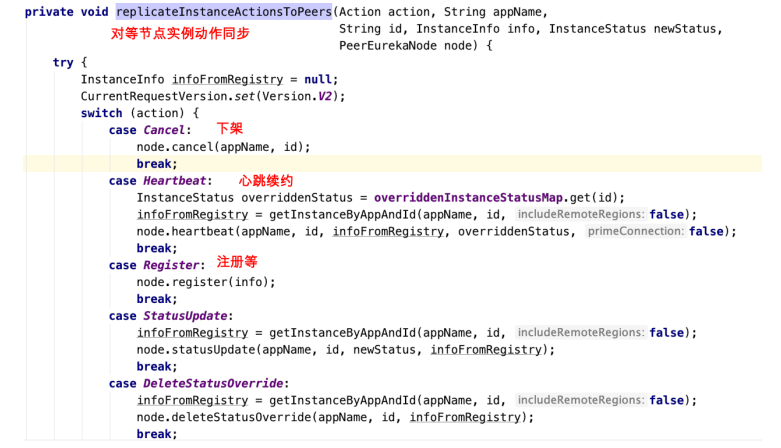 private void replicateInstanceActionsToPeers(Action action, String appName,
对等节点实例动作同步 String id, InstanceInfo info, InstanceStatus newStatus,
PeerEurekaNode node) {
try {
InstanceInfo infoFromRegistry = null;
CurrentRequestVersion.set(Version.V2);
switch (action) {
case Cancel: 下架
node.cancel(appName, id);
break;
case Heartbeat: 心跳续约
InstanceStatus overriddenStatus = overriddenInstanceStatusMap.get(id);
infoFromRegistry = getInstanceByAppAndId(appName, id, includeRemoteRegions: false);
node.heartbeat(appName, id, infoFromRegistry, overriddenStatus, primeConnection: false);
break;
case Register: 注册等
node.register(info);
break;
case StatusUpdate:
infoFromRegistry = getInstanceByAppAndId(appName, id, includeRemoteRegions: false);
node.statusUpdate(appName, id, newStatus, infoFromRegistry);
break;
case DeleteStatusOverride:
infoFromRegistry = getInstanceByAppAndId(appName, id, includeRemoteRegions: false);
node.deleteStatusOverride(appName, id, infoFromRegistry);
break;